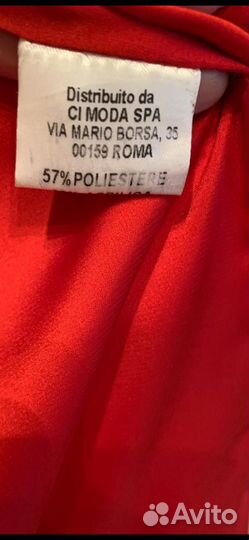 Distribuito da
CI MODA SPA
VIA MARIO BORSA, 35
00159 ROMA
57% POLIESTERE
Avito